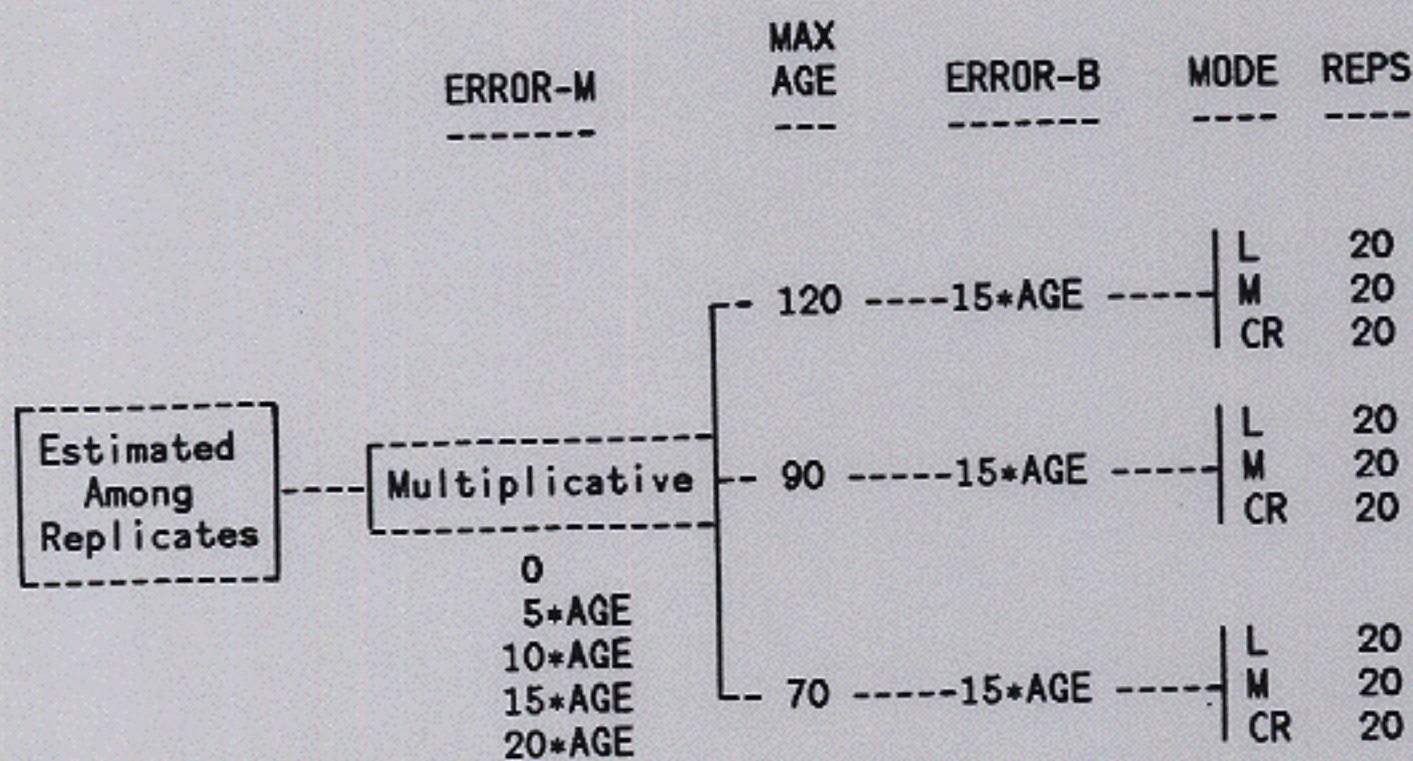 MAX
ERROR-M AGE ERROR-B MODE REPS
------- --- ------- ---- ----
L 20
-- 120 ----15*AGE -----M 20
CR 20
Estimated L 20
Among ----Multiplicative-- 90 -----15*AGE -----M 20
Replicates CR 20
0
5*AGE
10*AGE L 20
15*AGE -- 70 -----15*AGE -----M 20
20*AGE CR 20